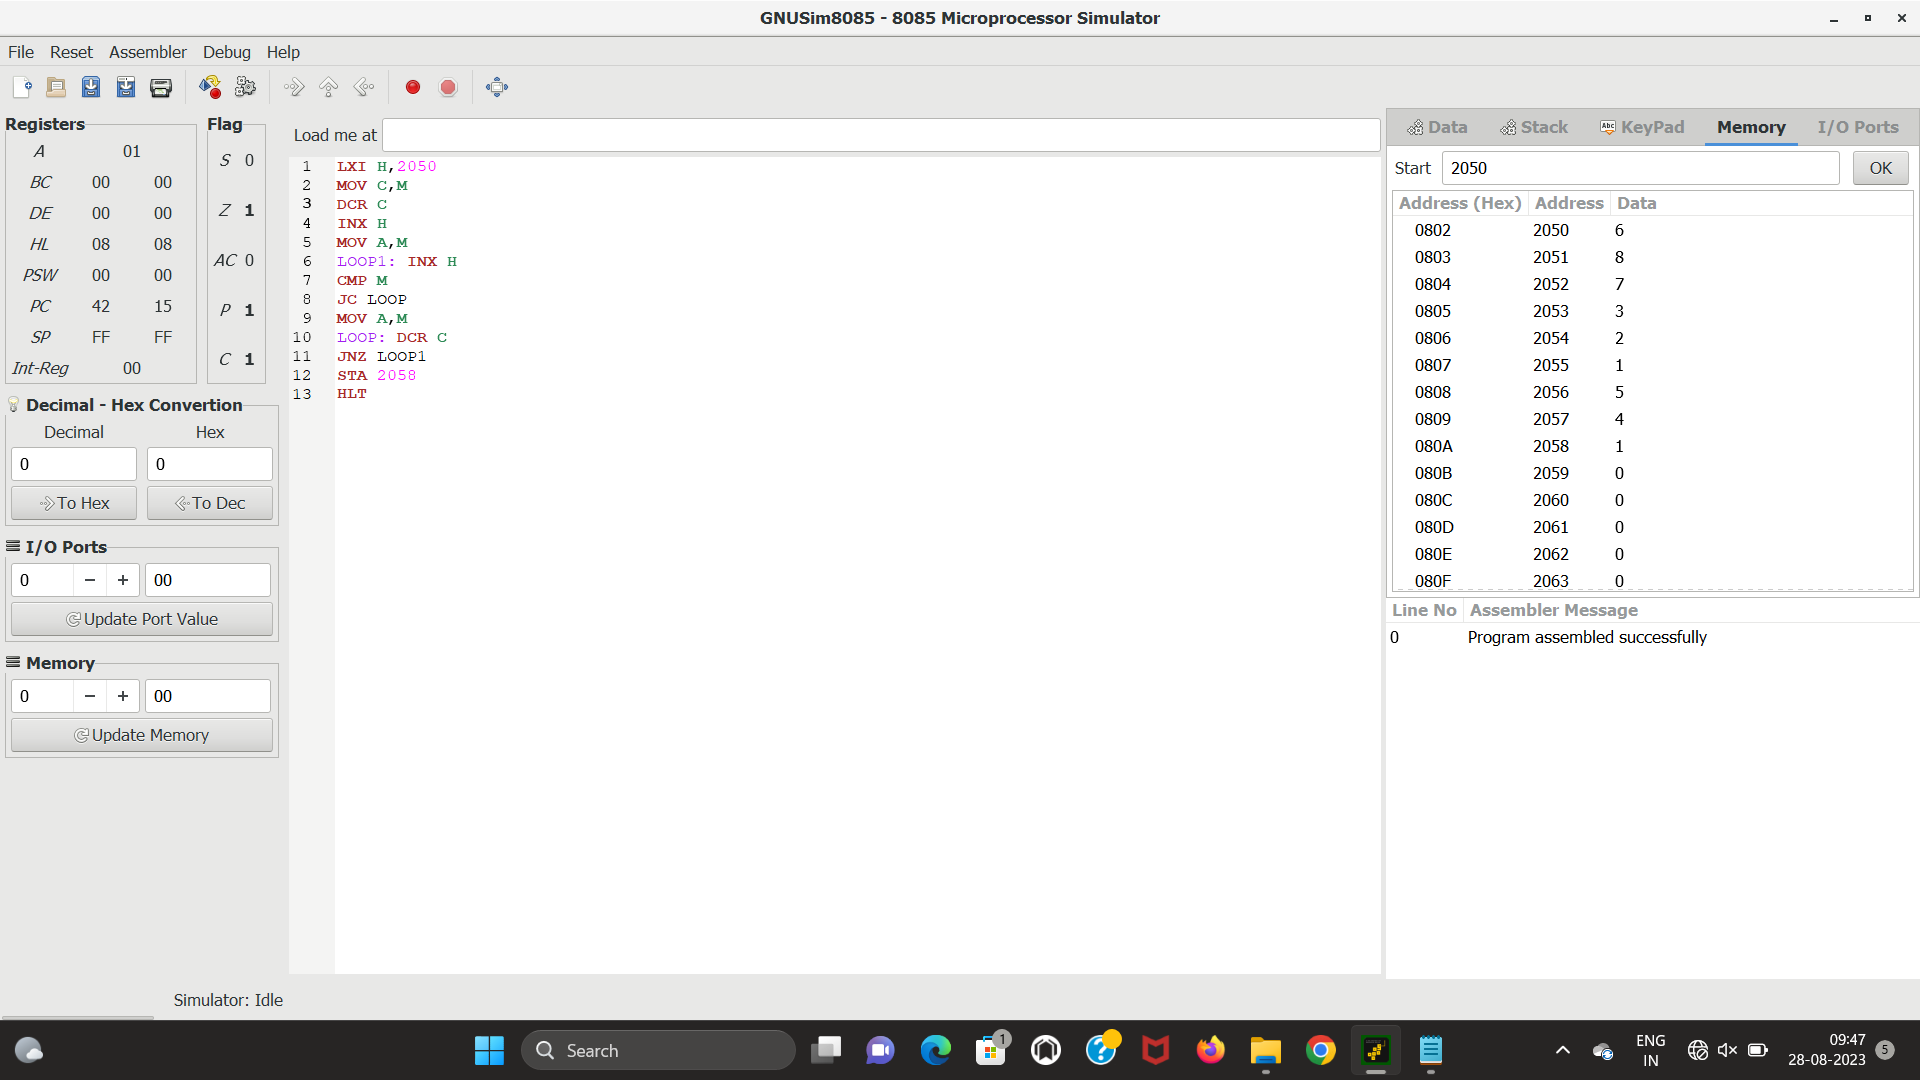 GNUSim8085 - 8085 Microprocessor Simulator
File Reset Assembler Debug Help
Registers
A 01
BC 00 00
DE 00 00
HL 08 08
PSW 00 00
PC 42 15
SP FF FF
Int-Reg 00
Flag
S 0
Z 1
AC 0
P 1
C 1
Decimal - Hex Convertion
Decimal Hex
0 0
To Hex To Dec
I/O Ports
0 − + 00
Update Port Value
Memory
0 − + 00
Update Memory
Load me at
1 LXI H,2050
2 MOV C,M
3 DCR C
4 INX H
5 MOV A,M
6 LOOP1: INX H
7 CMP M
8 JC LOOP
9 MOV A,M
10 LOOP: DCR C
11 JNZ LOOP1
12 STA 2058
13 HLT
Data Stack Abc KeyPad Memory I/O Ports
Start 2050 OK
Address (Hex) Address Data
0802 2050 6
0803 2051 8
0804 2052 7
0805 2053 3
0806 2054 2
0807 2055 1
0808 2056 5
0809 2057 4
080A 2058 1
080B 2059 0
080C 2060 0
080D 2061 0
080E 2062 0
080F 2063 0
Line No Assembler Message
0 Program assembled successfully
Simulator: Idle
Search
1
ENG
IN
09:47
28-08-2023
5